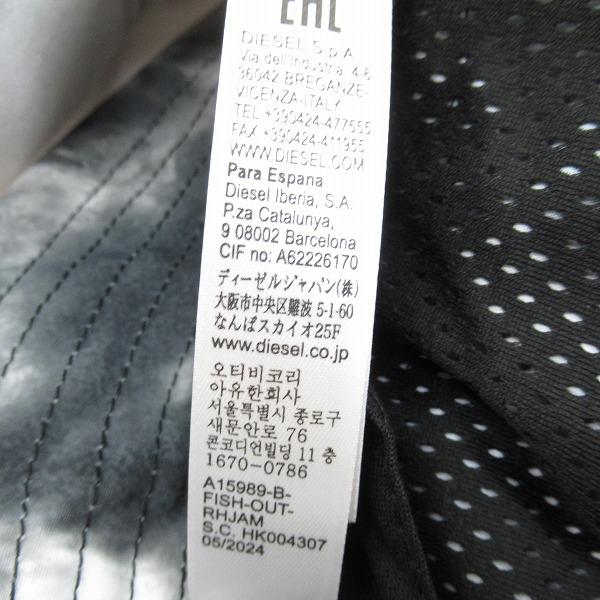 EAC
DIESEL S.p.A
Via dell'Industria 4-6
36042 BREGANZE-
VICENZA-ITALY
TEL +390424-477555
FAX +390424-411955
WWW.DIESEL.COM
Para Espana
Diesel Iberia, S.A.
P.za Catalunya,
9 08002 Barcelona
CIF no: A62226170
ディーゼルジャパン(株)
大阪市中央区難波 5-1-60
なんばスカイオ25F
www.diesel.co.jp
오티비코리
아유한회사
서울특별시 종로구
새문안로 76
콘코디언빌딩 11 층
1670-0786
A15989-B-
FISH-OUT-
RHJAM
S.C. HK004307
05/2024